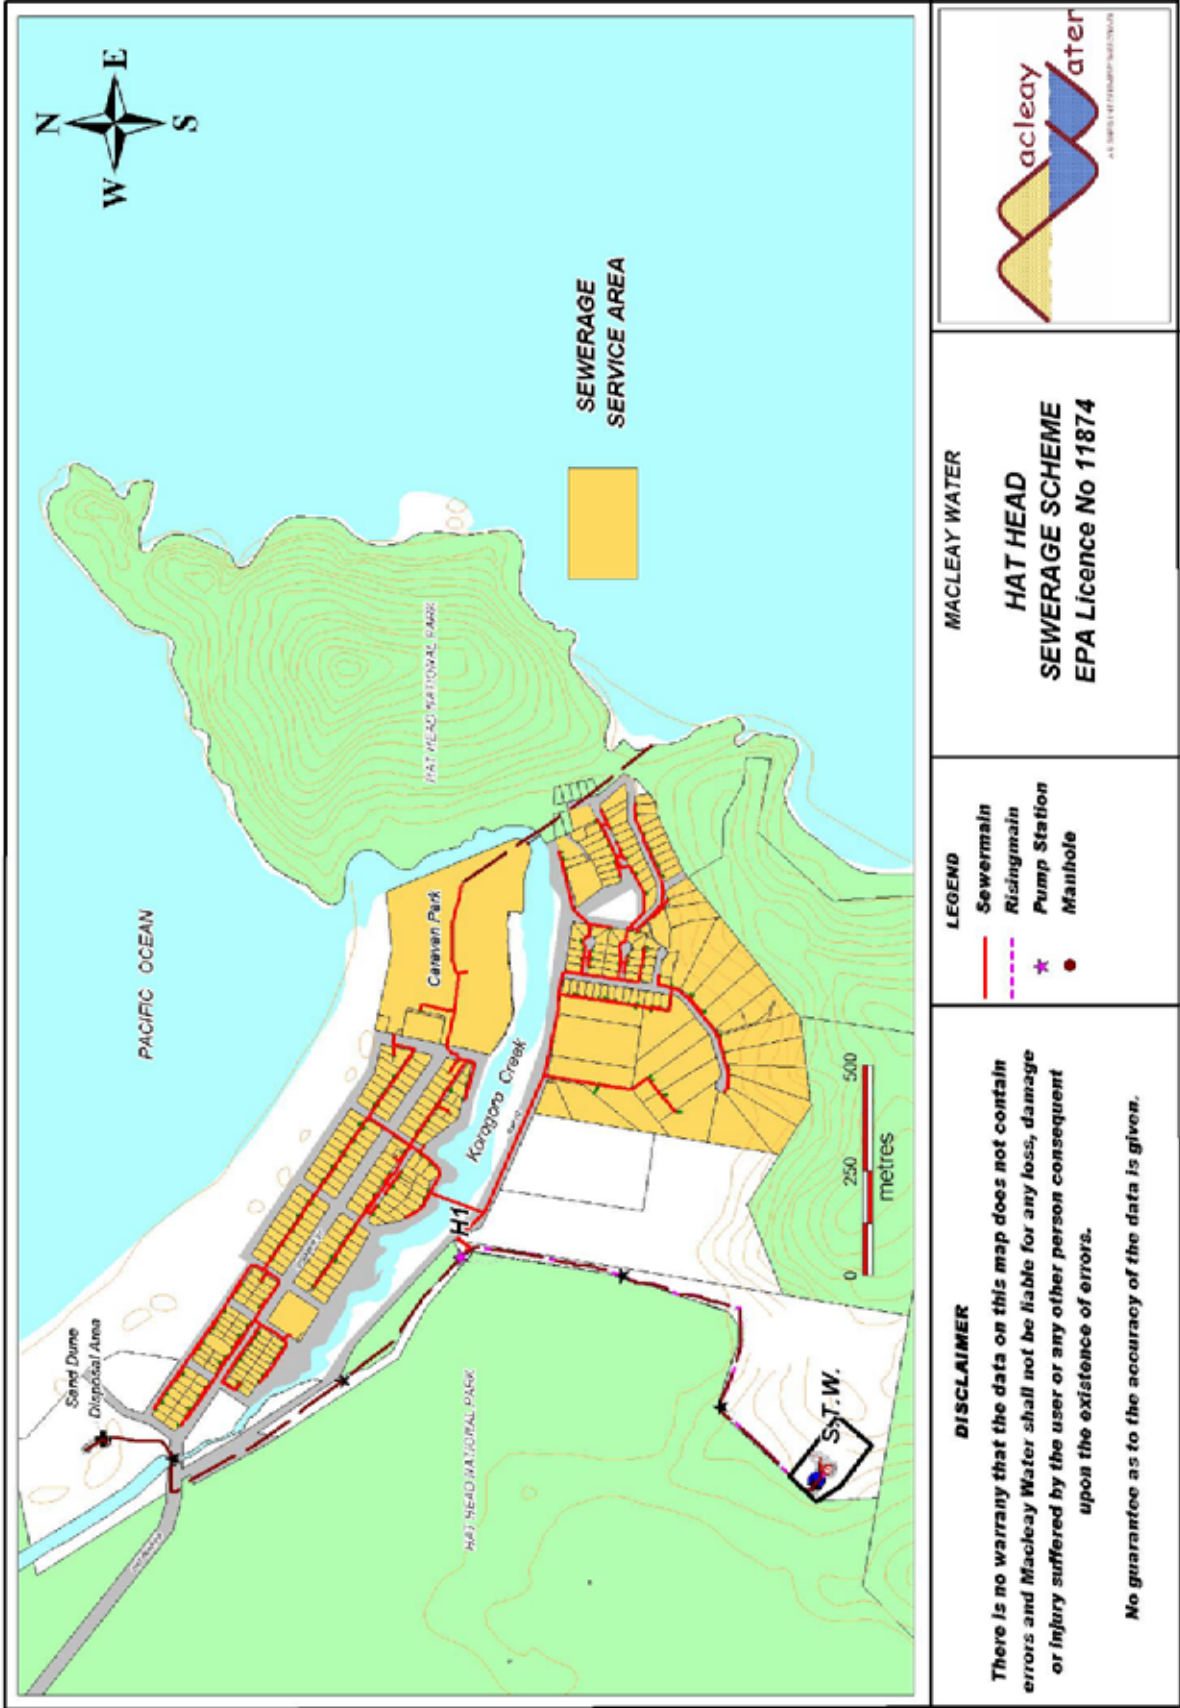 N
W
E
S
PACIFIC OCEAN
SEWERAGE
SERVICE AREA
HAT HEAD NATIONAL PARK
Caravan Park
Korogoro Creek
Sand Dune
Disposal Area
H1
HAT HEAD NATIONAL PARK
S.T.W.
0
250
500
metres
DISCLAIMER
There is no warrany that the data on this map does not contain
errors and Macleay Water shall not be liable for any loss, damage
or injury suffered by the user or any other person consequent
upon the existence of errors.
No guarantee as to the accuracy of the data is given.
LEGEND
Sewermain
Risingmain
Pump Station
Manhole
MACLEAY WATER
HAT HEAD
SEWERAGE SCHEME
EPA Licence No 11874
acleay
ater